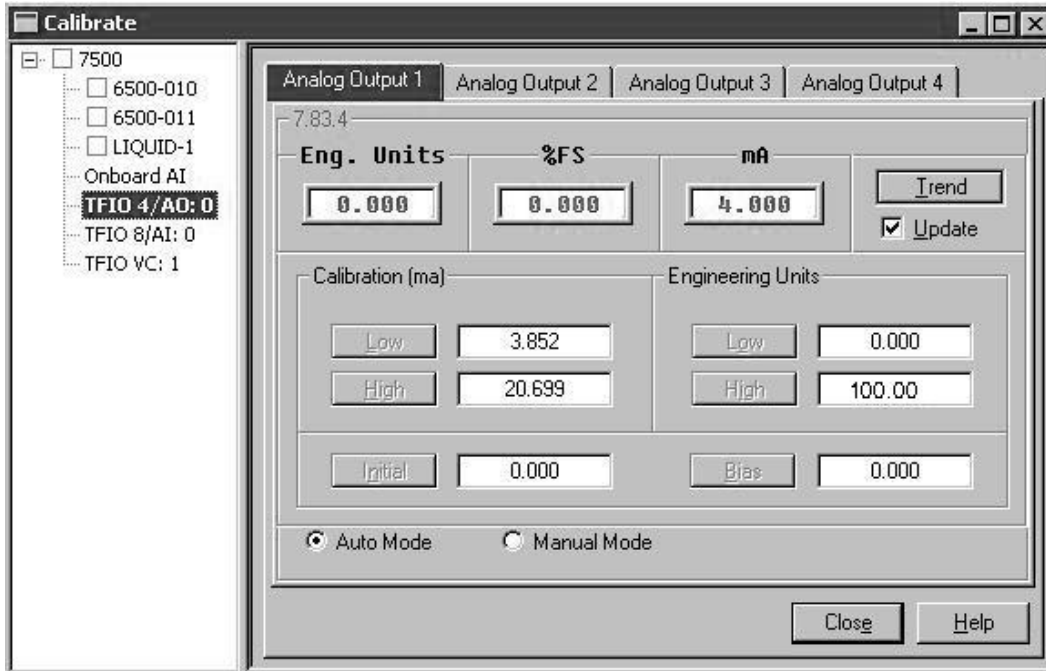 Calibrate
7500
6500-010
6500-011
LIQUID-1
Onboard AI
TFIO 4/AO: 0
TFIO 8/AI: 0
TFIO VC: 1
Analog Output 1
Analog Output 2
Analog Output 3
Analog Output 4
7.83.4
Eng. Units
%FS
mA
0.000
0.000
4.000
Trend
Update
Calibration (ma)
Engineering Units
Low
3.852
Low
0.000
High
20.699
High
100.00
Initial
0.000
Bias
0.000
Auto Mode
Manual Mode
Close
Help